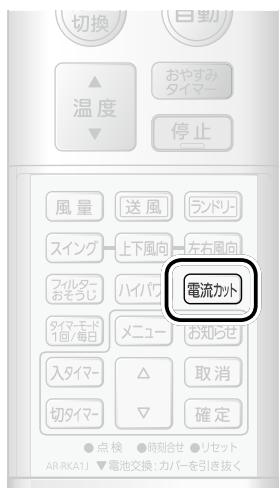 切換
自動
温度
おやすみ
タイマー
停止
風量
送風
ランドリー
スイング
上下風向
左右風向
フィルター
おそうじ
ハイパワ
電流カット
タイマーモード
1回/毎日
メニュー
お知らせ
入タイマー
取消
切タイマー
確定
●点検 ●時刻合せ ●リセット
AR-RKA1J ▼電池交換:カバーを引き抜く